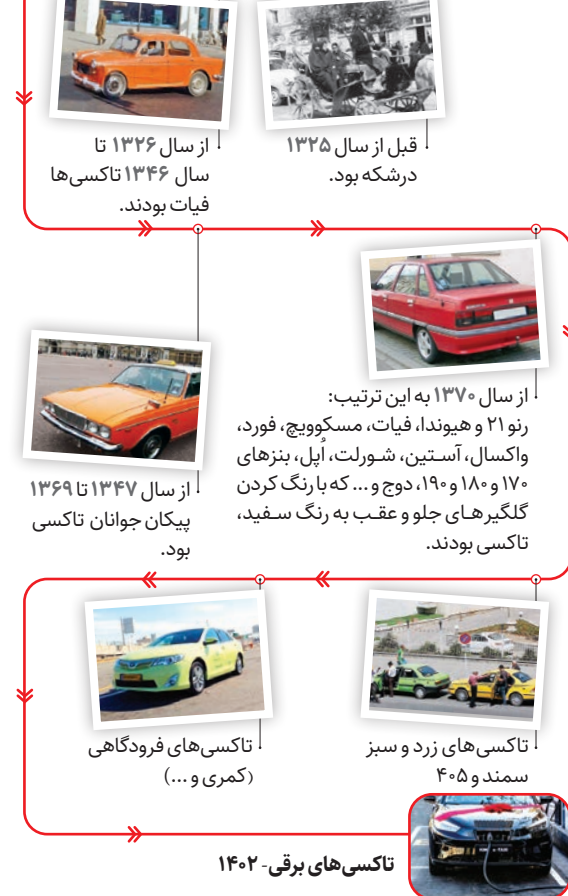 قبل از سال ۱۳۲۵
درشکه بود.
از سال ۱۳۲۶ تا
سال ۱۳۴۶ تاکسی‌ها
فیات بودند.
از سال ۱۳۴۷ تا ۱۳۶۹
پیکان جوانان تاکسی
بود.
از سال ۱۳۷۰ به این ترتیب:
رنو ۲۱ و هیوندا، فیات، مسکوویچ، فورد،
واکسال، آستین، شورلت، اُپل، بنزهای
۱۷۰ و ۱۸۰ و ۱۹۰، دوج و ... که با رنگ کردن
گلگیرهای جلو و عقب به رنگ سفید،
تاکسی بودند.
تاکسی‌های زرد و سبز
سمند و ۴۰۵
تاکسی‌های فرودگاهی
(کمری و ...)
تاکسی‌های برقی- ۱۴۰۲